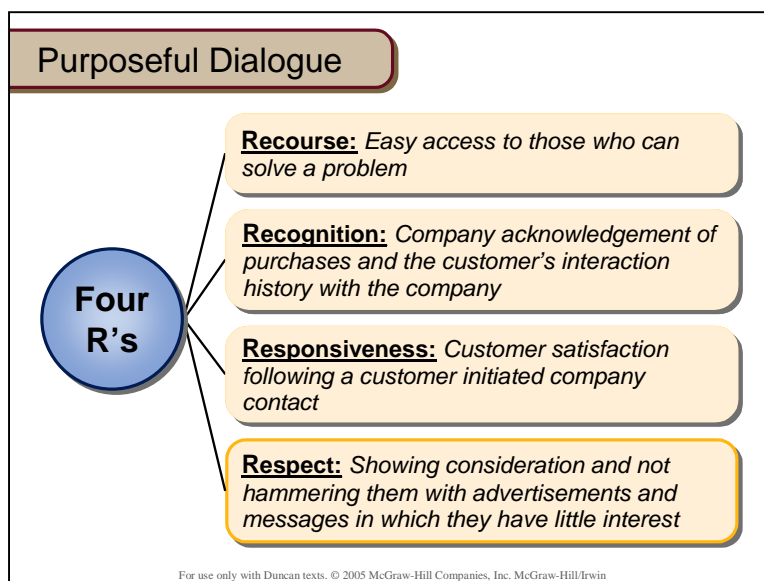 Purposeful Dialogue
Recourse: Easy access to those who can
solve a problem
Recognition: Company acknowledgement of
purchases and the customer's interaction
history with the company
Four
R's
Responsiveness: Customer satisfaction
following a customer initiated company
contact
Respect: Showing consideration and not
hammering them with advertisements and
messages in which they have little interest
For use only with Duncan texts. © 2005 McGraw-Hill Companies, Inc. McGraw-Hill/Irwin